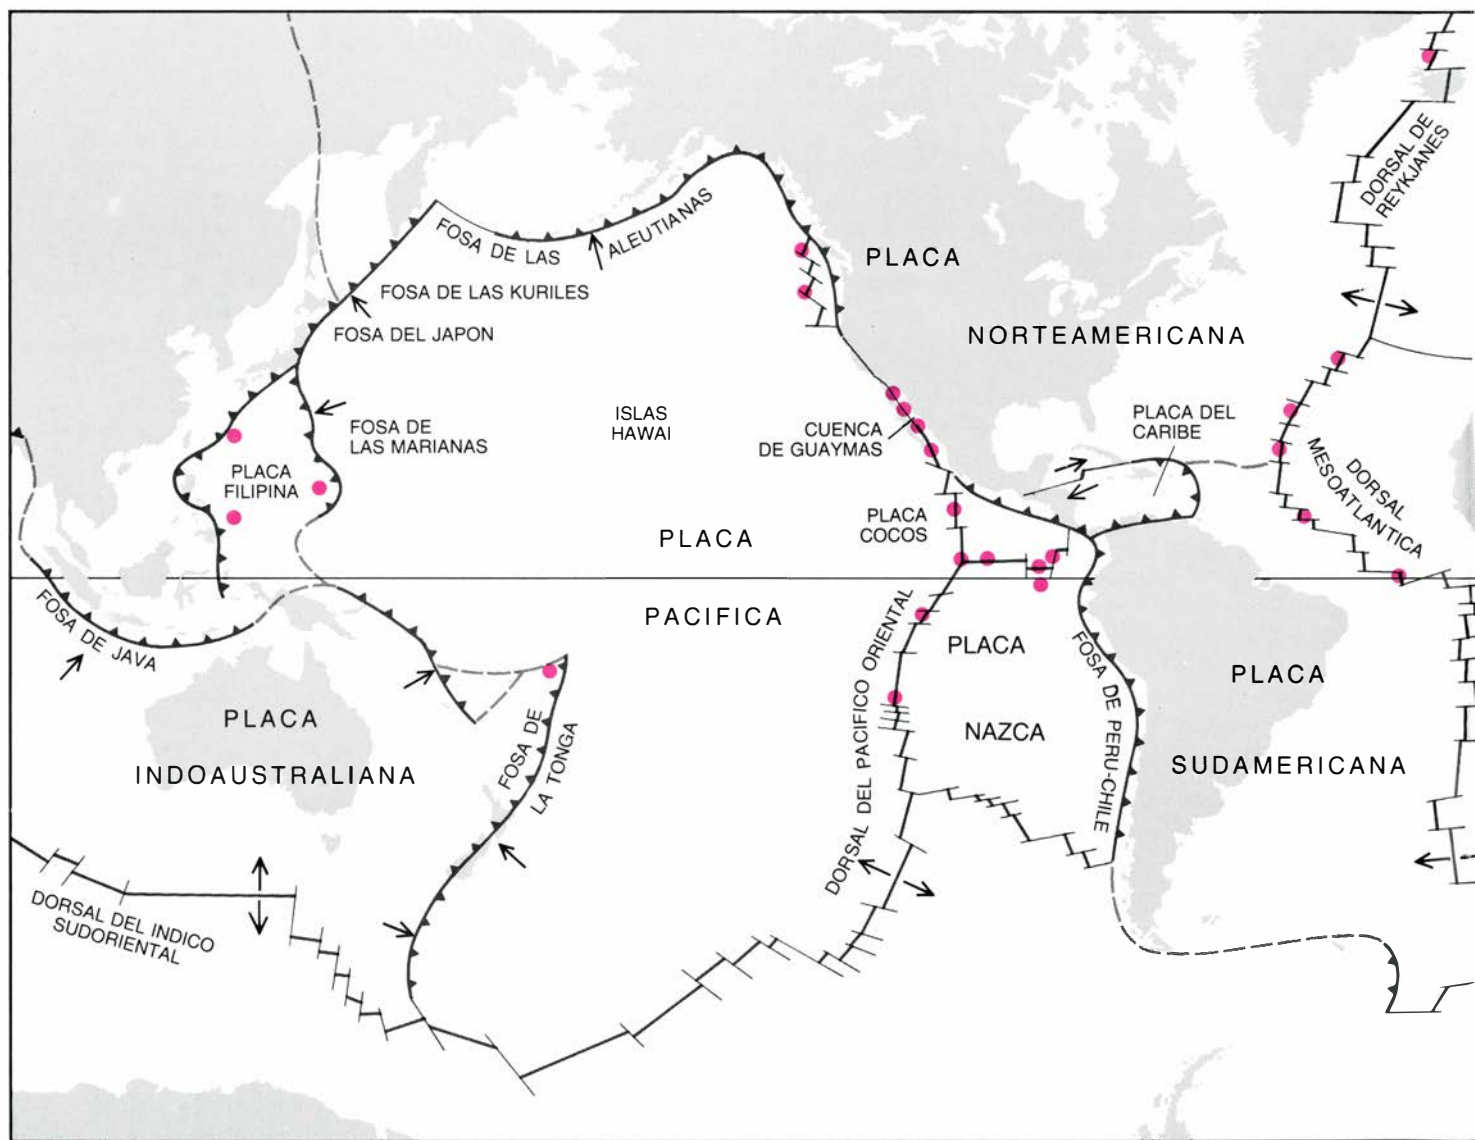 DORSAL DE
REYKJANES
FOSA DE LAS
ALEUTIANAS
PLACA
NORTEAMERICANA
FOSA DE LAS KURILES
FOSA DEL JAPON
FOSA DE
LAS MARIANAS
ISLAS
HAWAI
CUENCA
DE GUAYMAS
PLACA DEL
CARIBE
PLACA
FILIPINA
DORSAL
MESOATLANTICA
PLACA
COCOS
PLACA
PACIFICA
FOSA DE JAVA
PLACA
INDOAUSTRALIANA
FOSA DE
LA TONGA
DORSAL DEL PACIFICO ORIENTAL
PLACA
NAZCA
FOSA DE PERU-CHILE
PLACA
SUDAMERICANA
DORSAL DEL INDICO
SUDORIENTAL